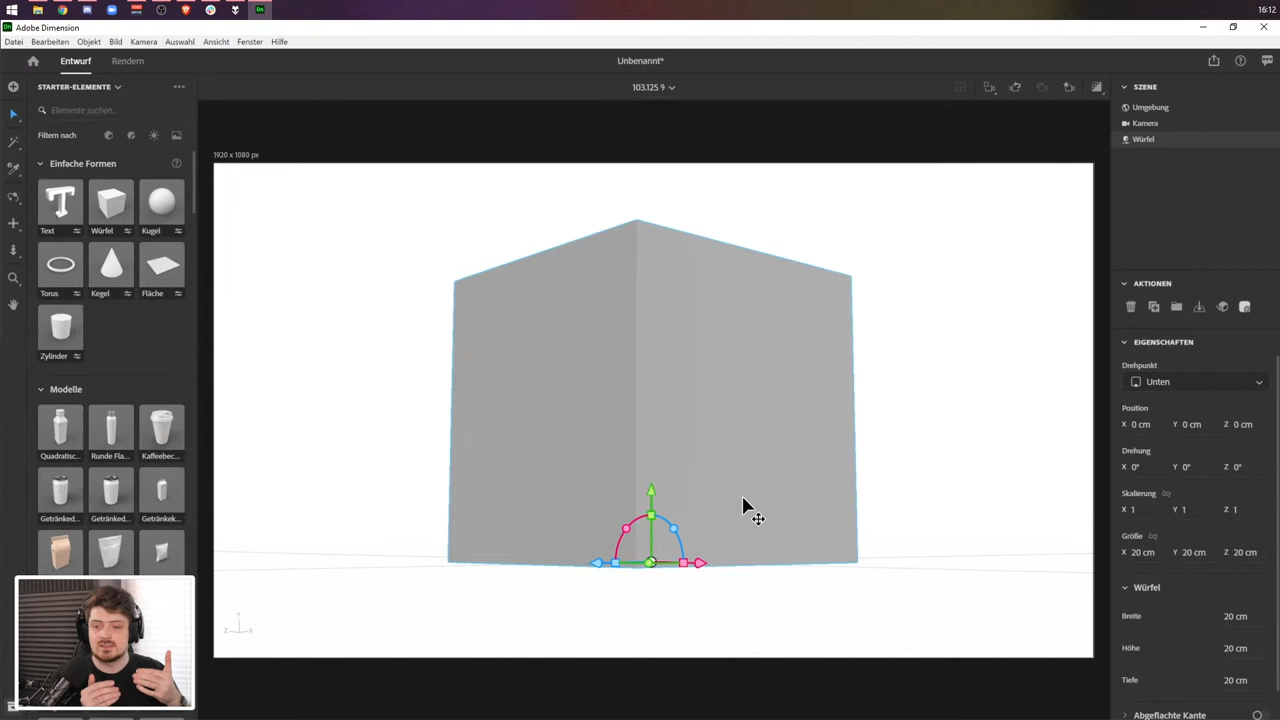 16:12
Dn Adobe Dimension
Datei Bearbeiten Objekt Bild Kamera Auswahl Ansicht Fenster Hilfe
Entwurf Rendern Unbenannt*
STARTER-ELEMENTE
Elemente suchen...
Filtern nach
Einfache Formen
Text Würfel Kugel
Torus Kegel Fläche
Zylinder
Modelle
Quadratisc... Runde Fla... Kaffeebec...
Getränked... Getränked... Getränkek...
103.125 9
1920 x 1080 px
Y
Z X
SZENE
Umgebung
Kamera
Würfel
AKTIONEN
EIGENSCHAFTEN
Drehpunkt
Unten
Position
X 0 cm Y 0 cm Z 0 cm
Drehung
X 0° Y 0° Z 0°
Skalierung
X 1 Y 1 Z 1
Größe
X 20 cm Y 20 cm Z 20 cm
Würfel
Breite 20 cm
Höhe 20 cm
Tiefe 20 cm
Abgeflachte Kante